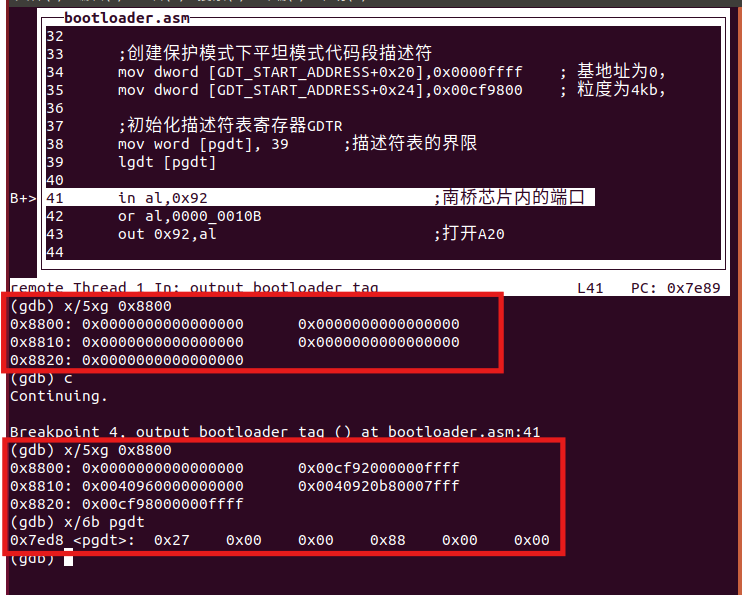 bootloader.asm
32
33 ;创建保护模式下平坦模式代码段描述符
34 mov dword [GDT_START_ADDRESS+0x20],0x0000ffff ; 基地址为0,
35 mov dword [GDT_START_ADDRESS+0x24],0x00cf9800 ; 粒度为4kb,
36
37 ;初始化描述符表寄存器GDTR
38 mov word [pgdt], 39 ;描述符表的界限
39 lgdt [pgdt]
40
B+> 41 in al,0x92 ;南桥芯片内的端口
42 or al,0000_0010B
43 out 0x92,al ;打开A20
44
remote Thread 1 In: output_bootloader_tag L41 PC: 0x7e89
(gdb) x/5xg 0x8800
0x8800: 0x0000000000000000 0x0000000000000000
0x8810: 0x0000000000000000 0x0000000000000000
0x8820: 0x0000000000000000
(gdb) c
Continuing.
Breakpoint 4, output_bootloader_tag () at bootloader.asm:41
(gdb) x/5xg 0x8800
0x8800: 0x0000000000000000 0x00cf92000000ffff
0x8810: 0x0040960000000000 0x0040920b80007fff
0x8820: 0x00cf98000000ffff
(gdb) x/6b pgdt
0x7ed8 <pgdt>: 0x27 0x00 0x00 0x88 0x00 0x00
(gdb)